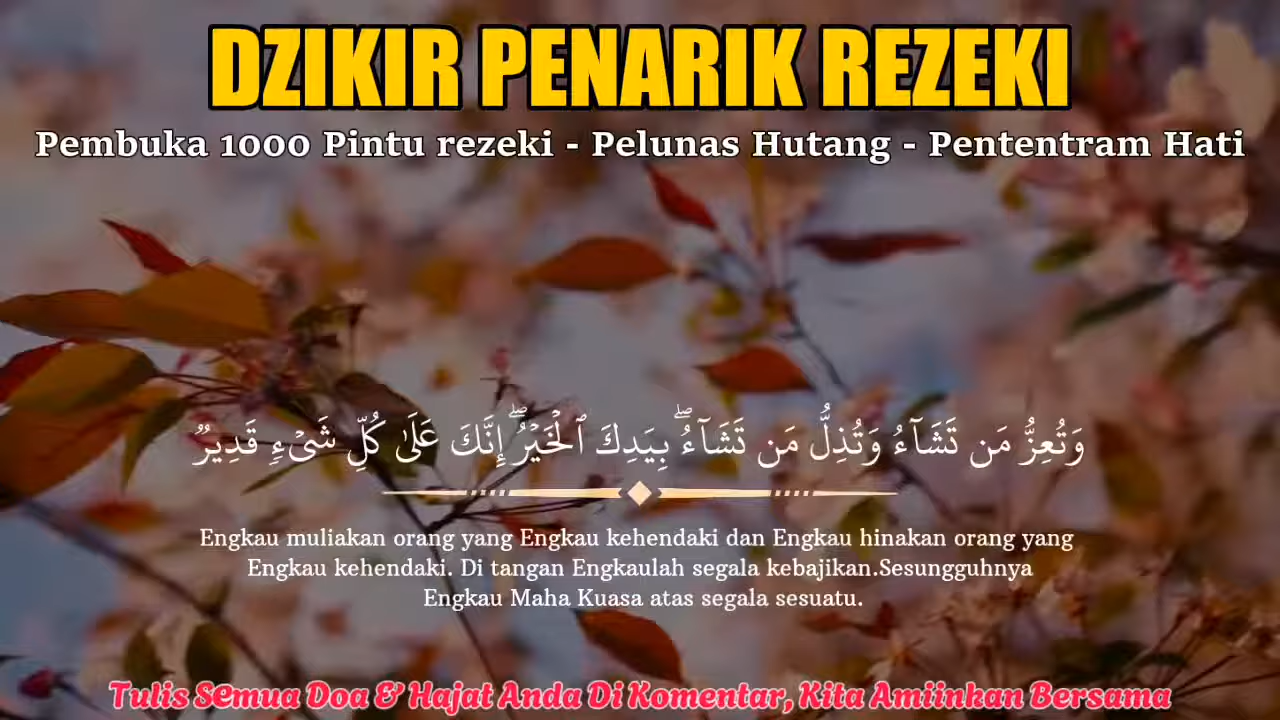 DZIKIR PENARIK REZEKI
Pembuka 1000 Pintu rezeki - Pelunas Hutang - Pententram Hati
وَتُعِزُّ مَن تَشَآءُ وَتُذِلُّ مَن تَشَآءُ ۖ بِيَدِكَ ٱلْخَيْرُ ۖ إِنَّكَ عَلَىٰ كُلِّ شَىْءٍ قَدِيرٌ
Engkau muliakan orang yang Engkau kehendaki dan Engkau hinakan orang yang
Engkau kehendaki. Di tangan Engkaulah segala kebajikan.Sesungguhnya
Engkau Maha Kuasa atas segala sesuatu.
Tulis Semua Doa & Hajat Anda Di Komentar, Kita Amiinkan Bersama